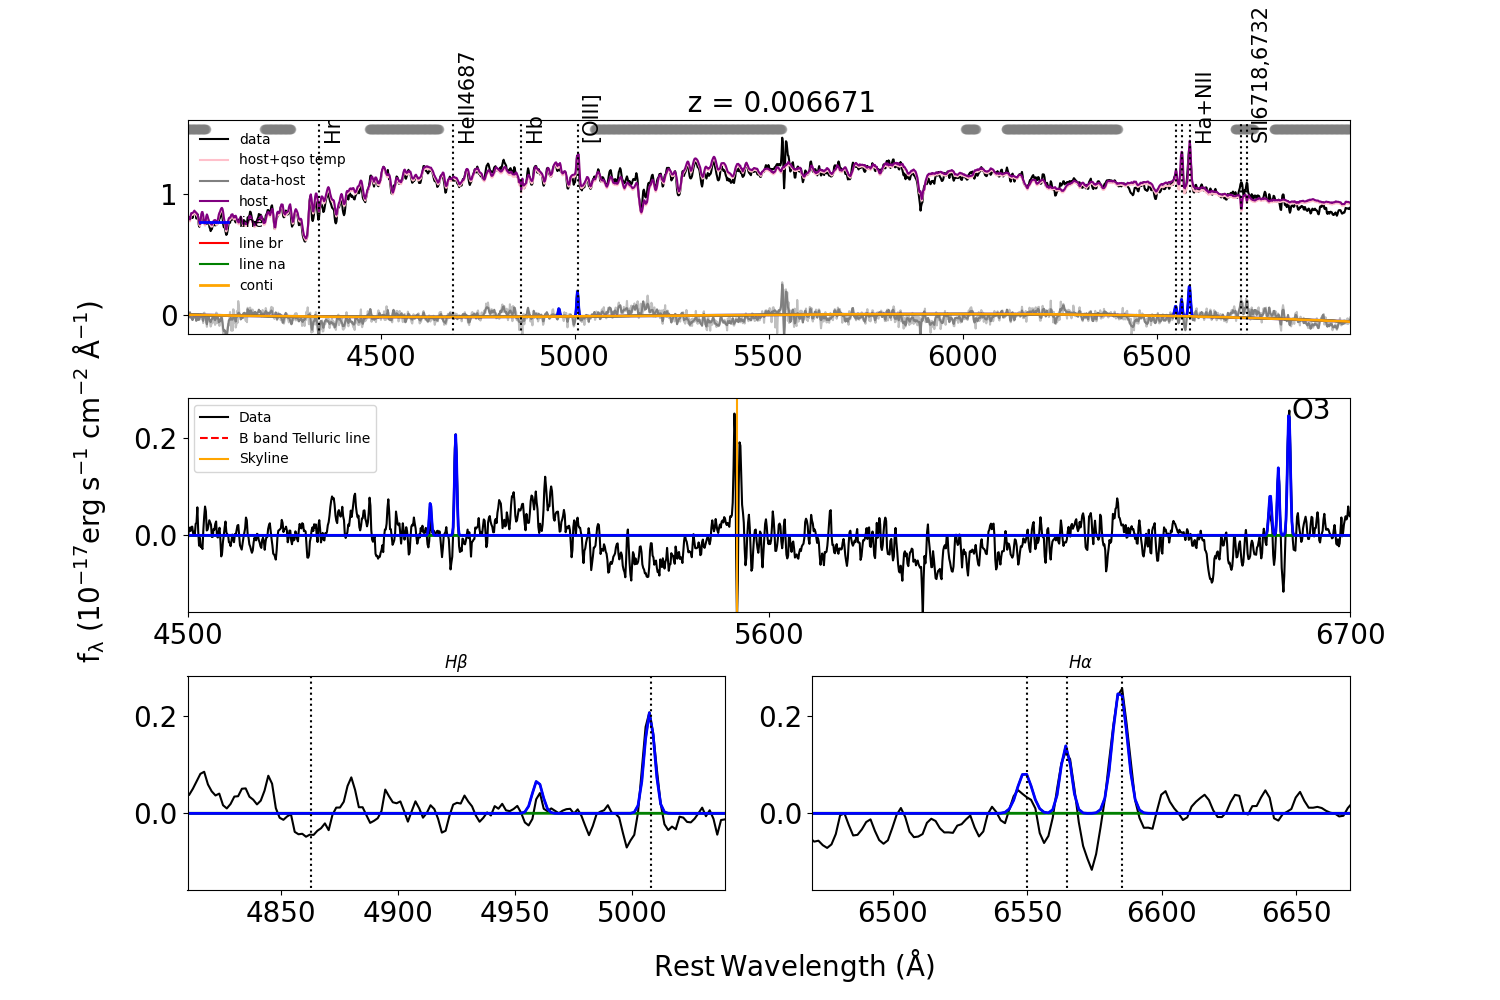 z = 0.006671
Hr
HeII4687
Hb
[OIII]
Ha+NII
SII6718,6732
data
host+qso temp
data-host
host
line
line br
line na
conti
1
0
4500 5000 5500 6000 6500
f_λ (10^{-17} erg s^{-1} cm^{-2} Å^{-1})
Data
B band Telluric line
Skyline
O3
0.2
0.0
4500 5600 6700
Hβ
0.2
0.0
4850 4900 4950 5000
Hα
0.2
0.0
6500 6550 6600 6650
Rest Wavelength (Å)